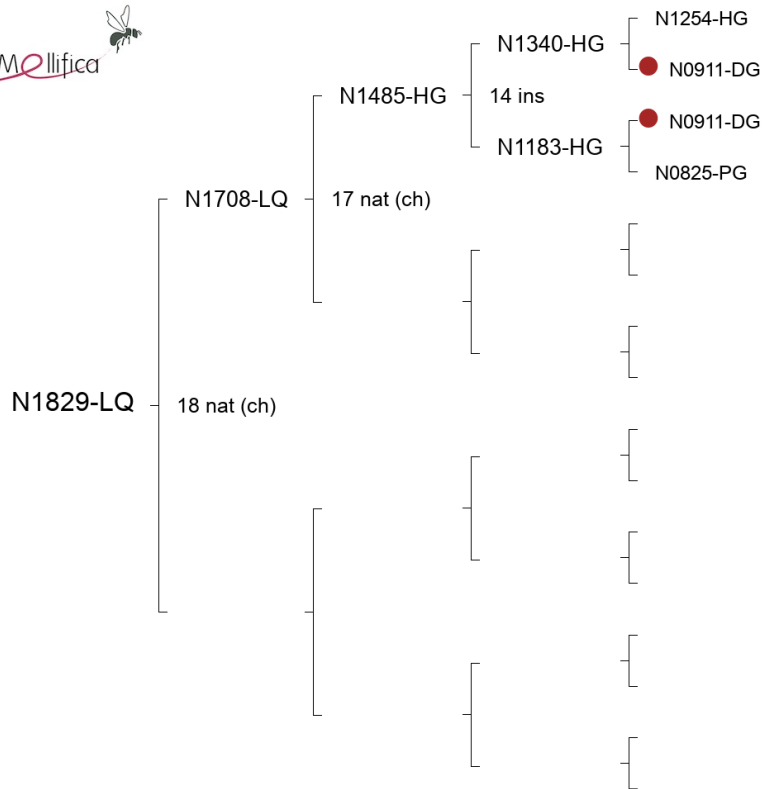 Mellifica
N1254-HG
N1340-HG
N0911-DG
N1485-HG
14 ins
N0911-DG
N1183-HG
N0825-PG
N1708-LQ
17 nat (ch)
N1829-LQ
18 nat (ch)